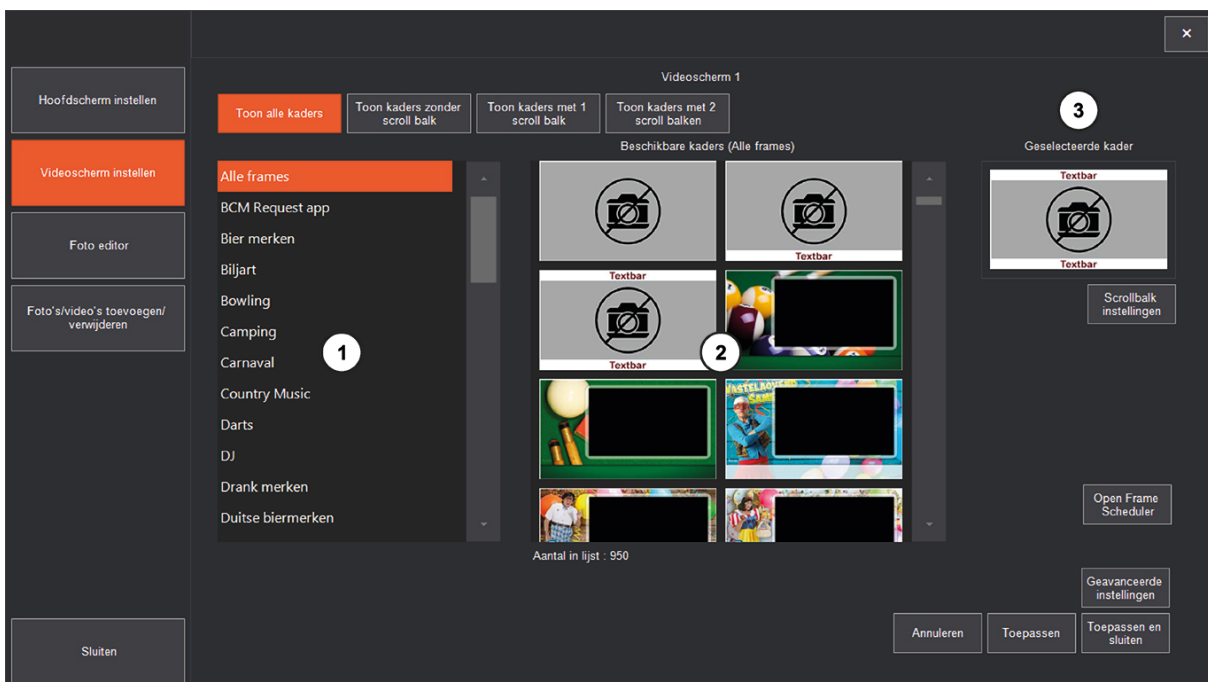 ×
Hoofdscherm instellen
Videoscherm instellen
Foto editor
Foto's/video's toevoegen/
verwijderen
Sluiten
Videoscherm 1
Toon alle kaders
Toon kaders zonder
scroll balk
Toon kaders met 1
scroll balk
Toon kaders met 2
scroll balken
Alle frames
BCM Request app
Bier merken
Biljart
Bowling
Camping
Carnaval
Country Music
Darts
DJ
Drank merken
Duitse biermerken
1
Beschikbare kaders (Alle frames)
Textbar
Textbar
Textbar
2
Aantal in lijst : 950
3
Geselecteerde kader
Textbar
Textbar
Scrollbalk
instellingen
Open Frame
Scheduler
Geavanceerde
instellingen
Annuleren
Toepassen
Toepassen en
sluiten